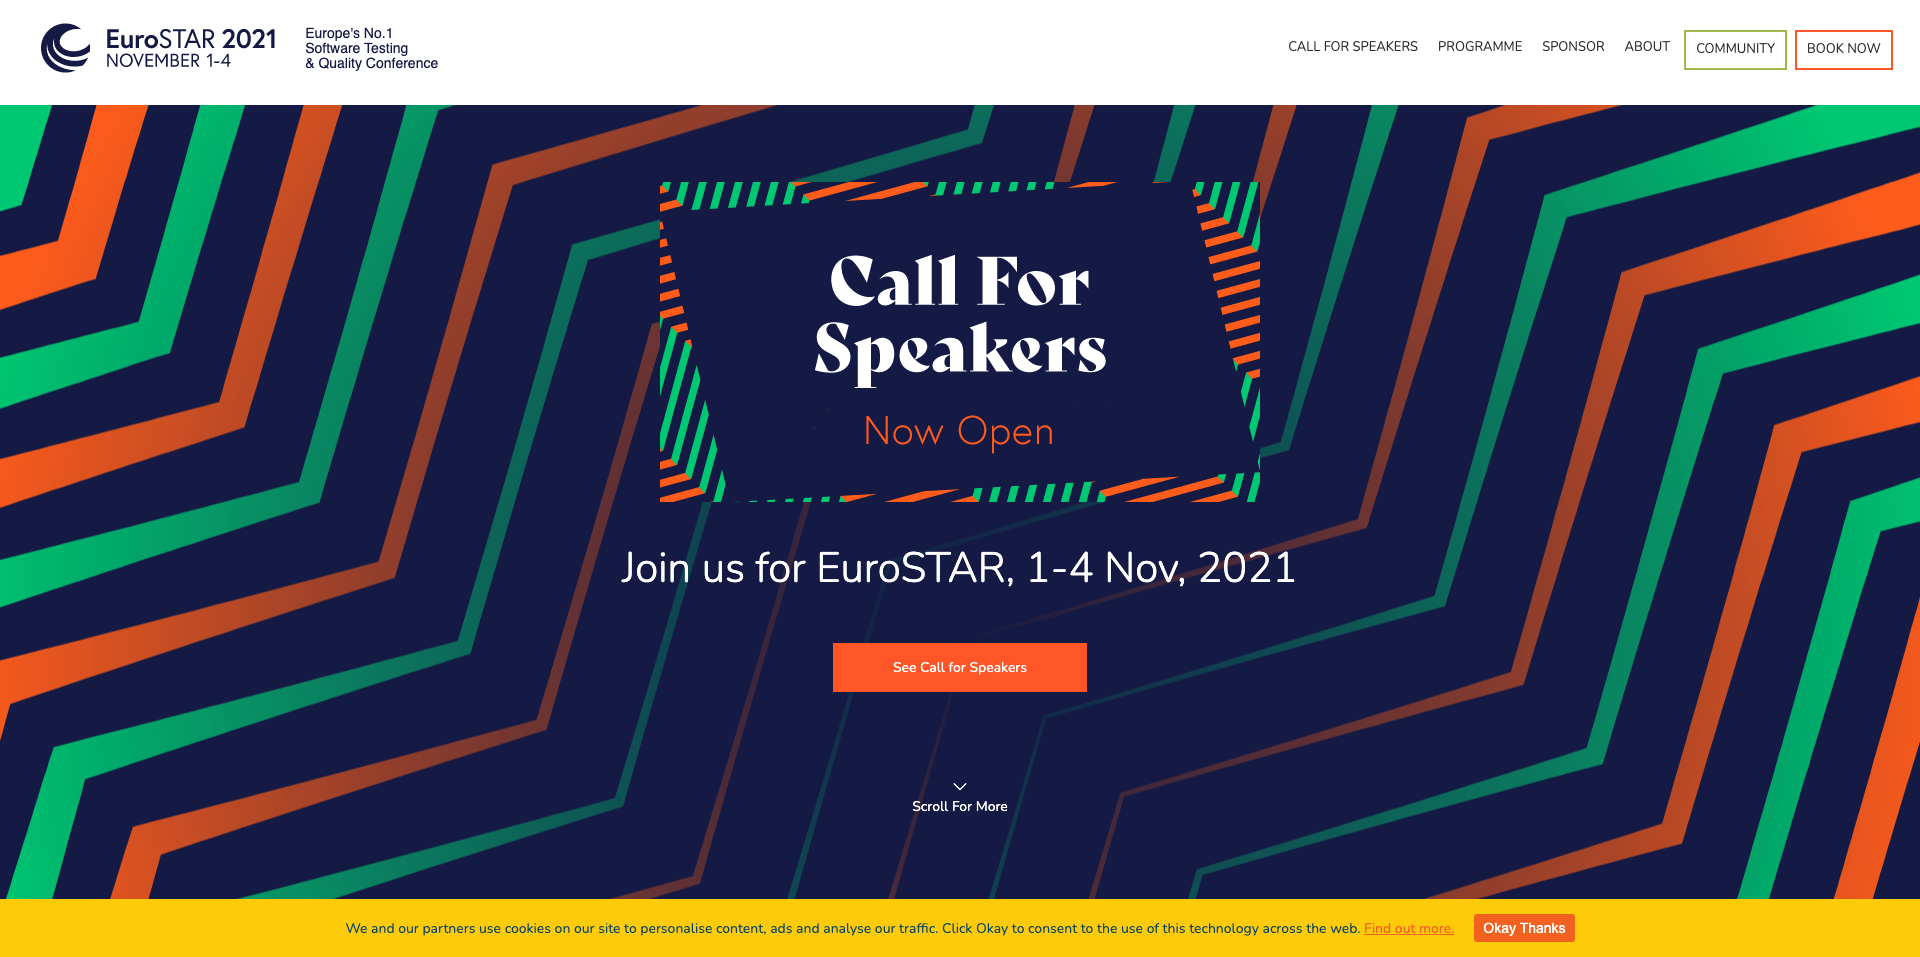 EuroSTAR 2021
NOVEMBER 1-4
Europe's No.1
Software Testing
& Quality Conference
CALL FOR SPEAKERS
PROGRAMME
SPONSOR
ABOUT
COMMUNITY
BOOK NOW
Call For
Speakers
Now Open
Join us for EuroSTAR, 1-4 Nov, 2021
See Call for Speakers
Scroll For More
We and our partners use cookies on our site to personalise content, ads and analyse our traffic. Click Okay to consent to the use of this technology across the web. Find out more.
Okay Thanks